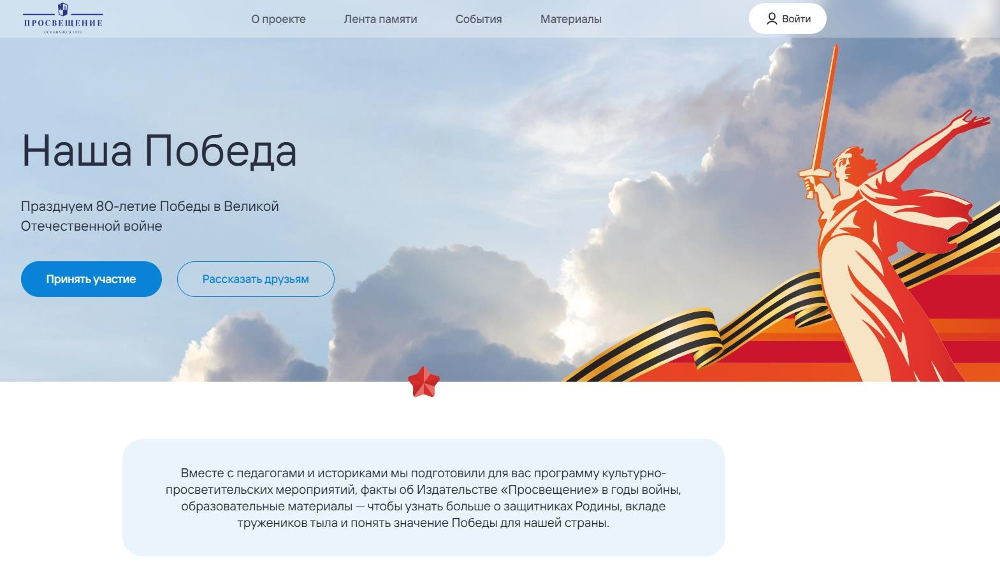 ПРОСВЕЩЕНИЕ
ОСНОВАНО В 1930
О проекте
Лента памяти
События
Материалы
Войти
Наша Победа
Празднуем 80-летие Победы в Великой
Отечественной войне
Принять участие
Рассказать друзьям
Вместе с педагогами и историками мы подготовили для вас программу культурно-
просветительских мероприятий, факты об Издательстве «Просвещение» в годы войны,
образовательные материалы — чтобы узнать больше о защитниках Родины, вкладе
тружеников тыла и понять значение Победы для нашей страны.